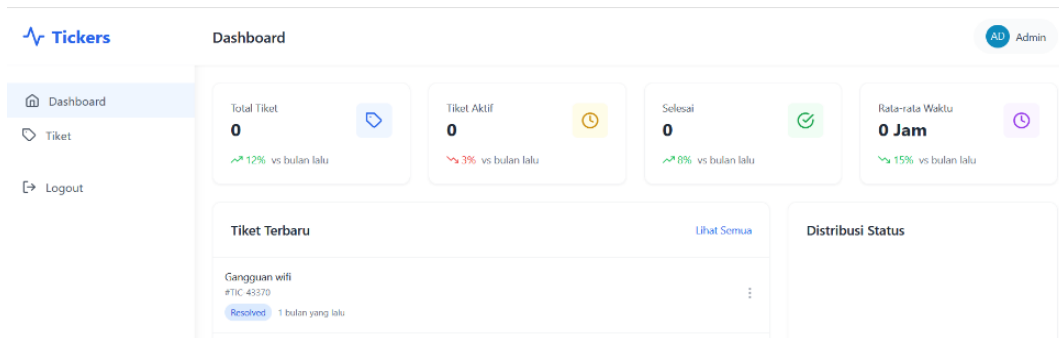 Tickers
Dashboard
AD Admin
Dashboard
Tiket
Logout
Total Tiket
0
12% vs bulan lalu
Tiket Aktif
0
3% vs bulan lalu
Selesai
0
8% vs bulan lalu
Rata-rata Waktu
0 Jam
15% vs bulan lalu
Tiket Terbaru
Lihat Semua
Gangguan wifi
#TIC-43370
Resolved 1 bulan yang lalu
Distribusi Status